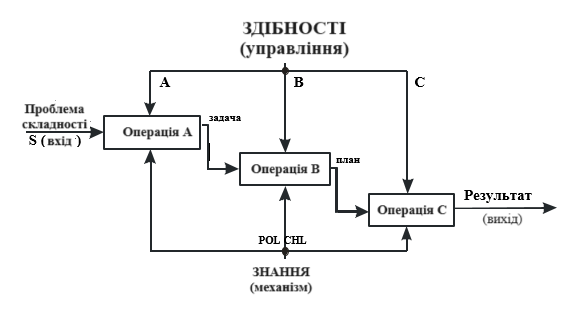 ЗДІБНОСТІ
(управління)
A
B
C
Проблема
складності
S ( вхід )
Операція А
задача
Операція В
план
Операція С
Результат
(вихід)
POL CHL
ЗНАННЯ
(механізм)